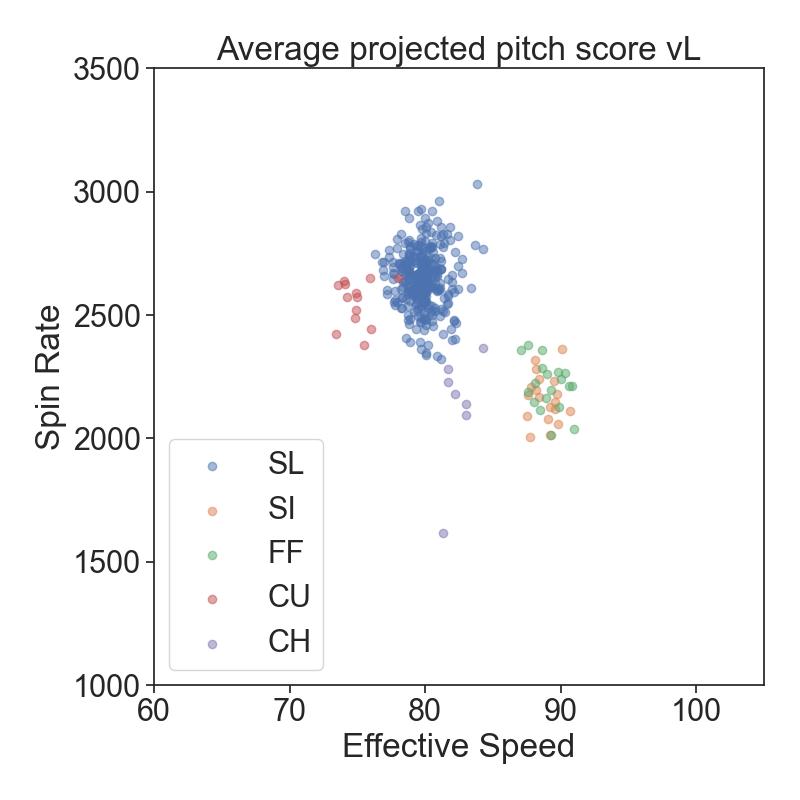 Average projected pitch score vL
3500
3000
2500
2000
1500
1000
Spin Rate
SL
SI
FF
CU
CH
60 70 80 90 100
Effective Speed